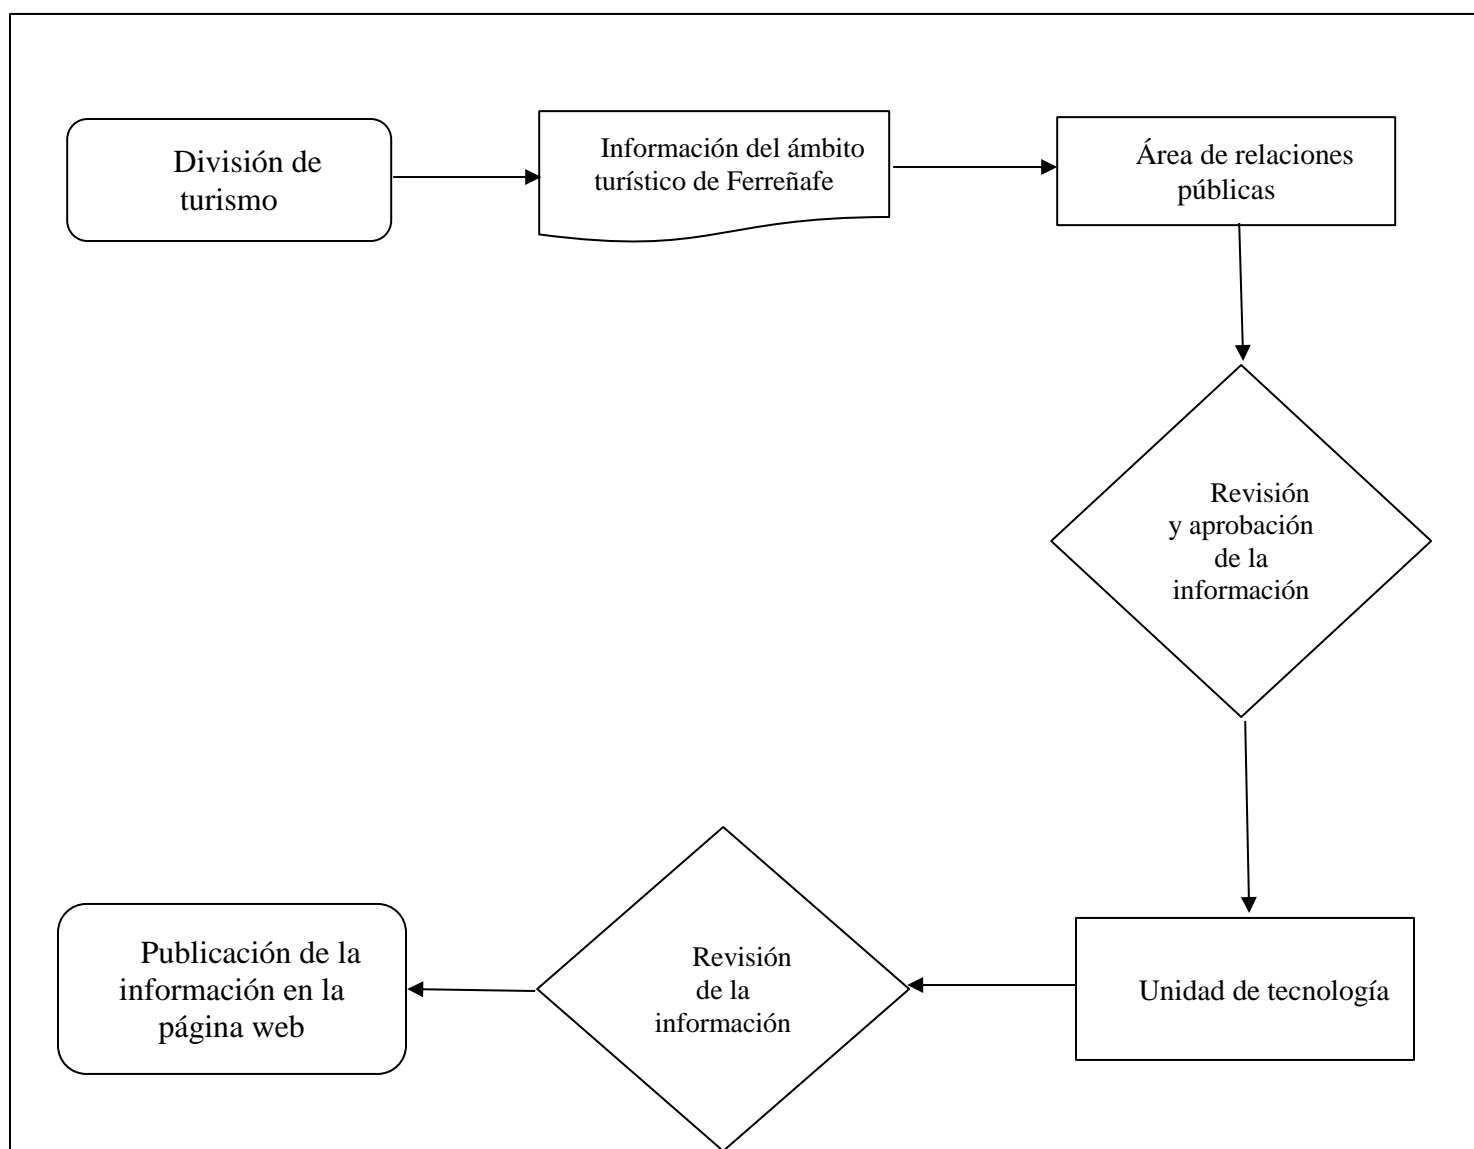 División de
turismo
Información del ámbito
turístico de Ferreñafe
Área de relaciones
públicas
Revisión
y aprobación
de la
información
Unidad de tecnología
Revisión
de la
información
Publicación de la
información en la
página web